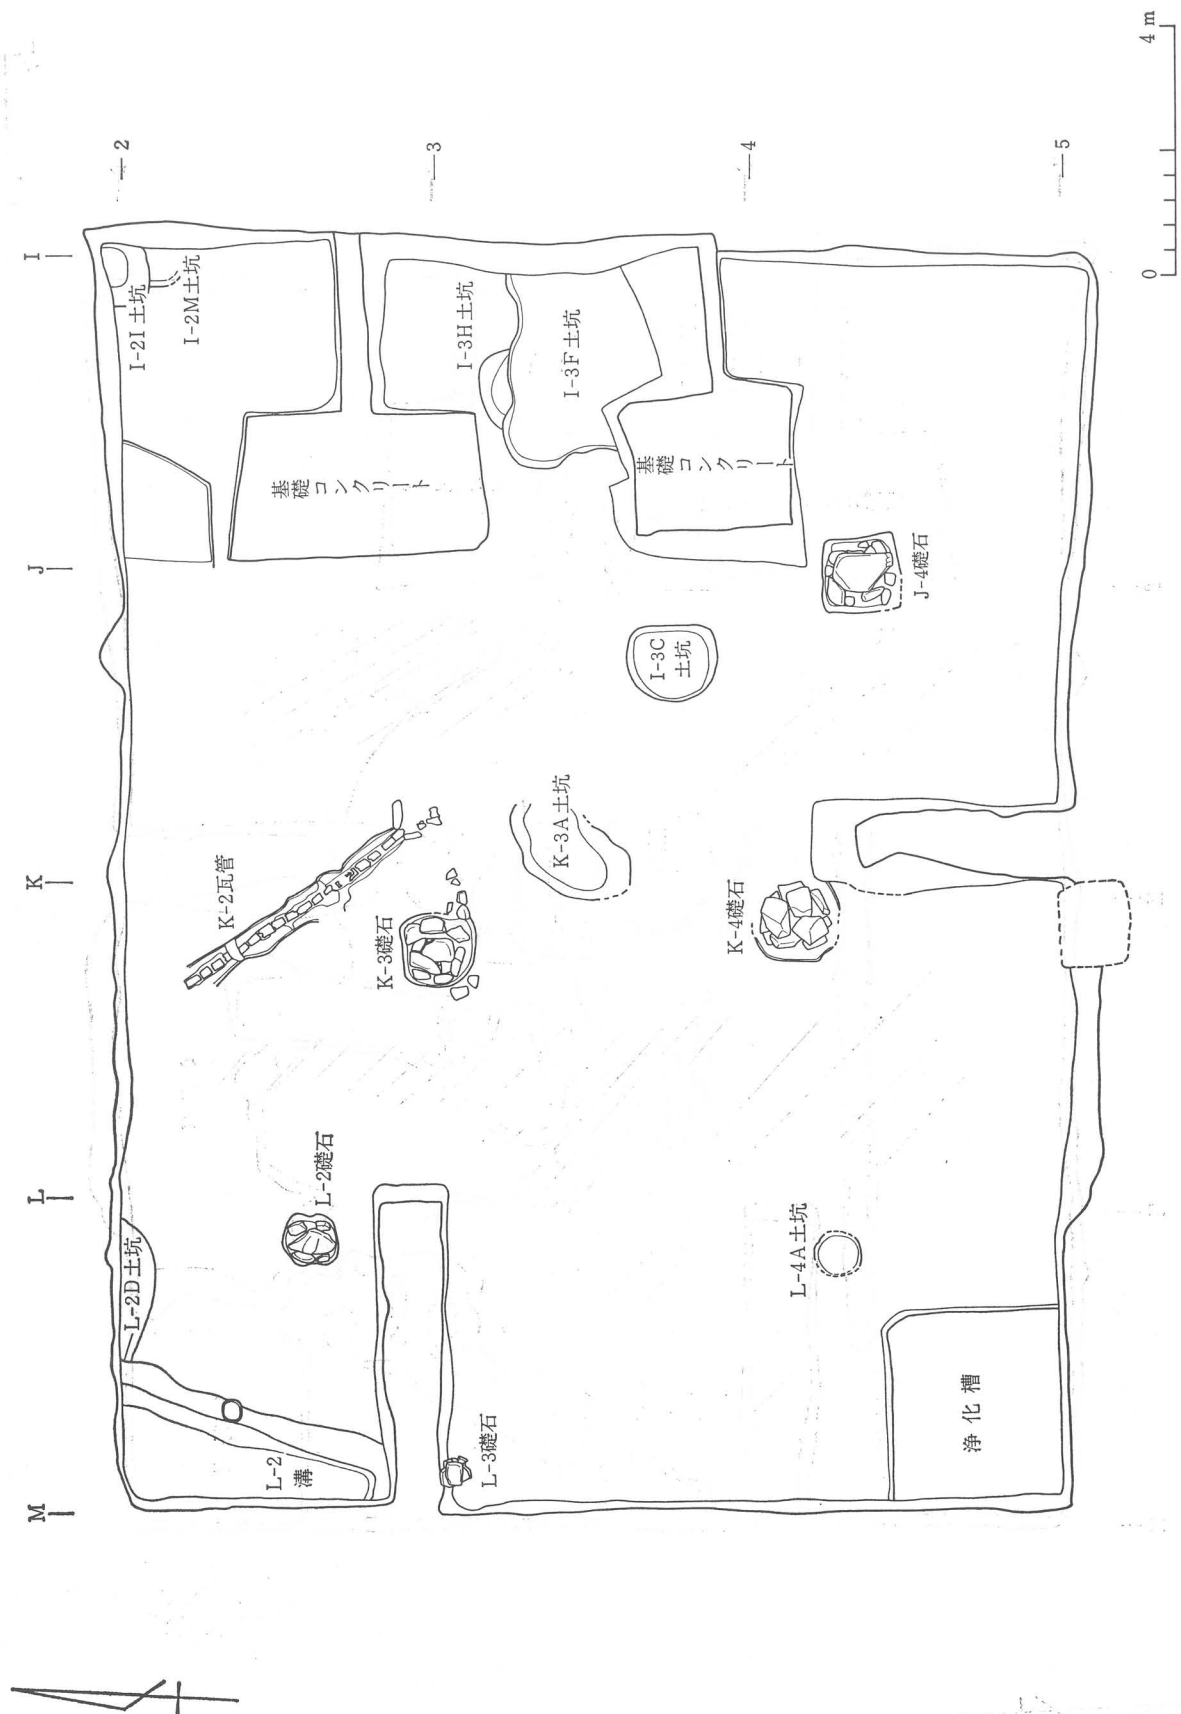 4 m
0
2
3
4
5
I
J
K
L
M
I-2I 土坑
I-2M土坑
I-3H土坑
I-3F土坑
基礎コンクリート
基礎コンクリート
J-4礎石
I-3C
土坑
K-3A土坑
K-2瓦管
K-3礎石
K-4礎石
L-2礎石
L-2D土坑
L-4A土坑
L-2
溝
L-3礎石
浄化槽